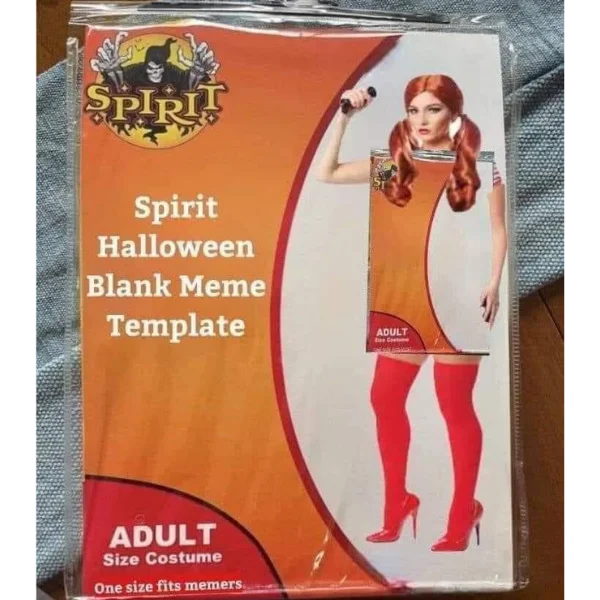 SPIRIT
Spirit
Halloween
Blank Meme
Template
ADULT
Size Costume
One size fits memers.
ADULT
Size Costume